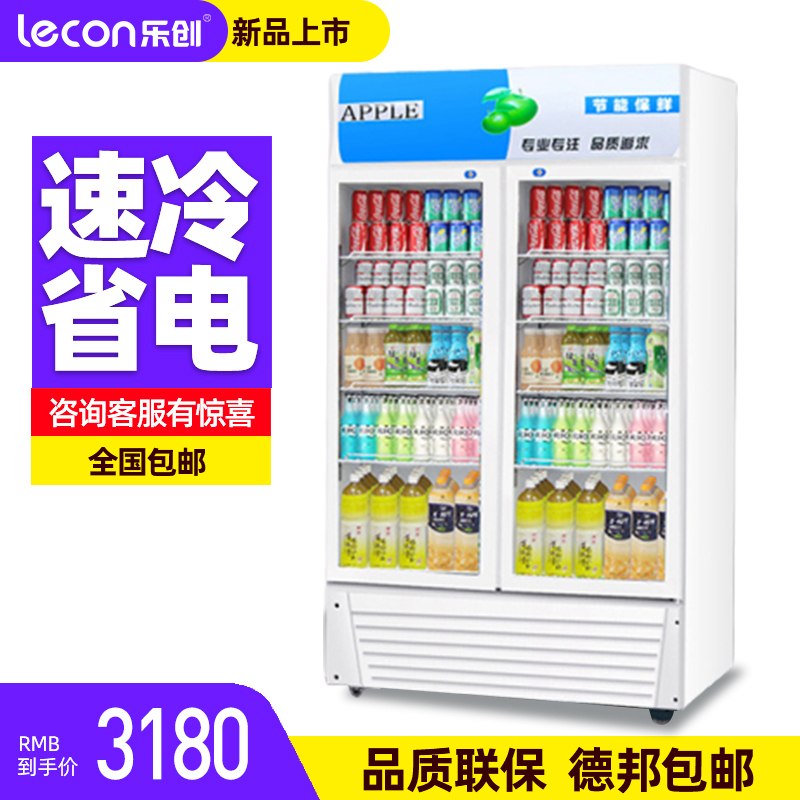 lecon乐创® 新品上市
APPLE
节能保鲜
专业专注 品质追求
速冷
省电
咨询客服有惊喜
全国包邮
RMB
到手价
3180
品质联保 德邦包邮